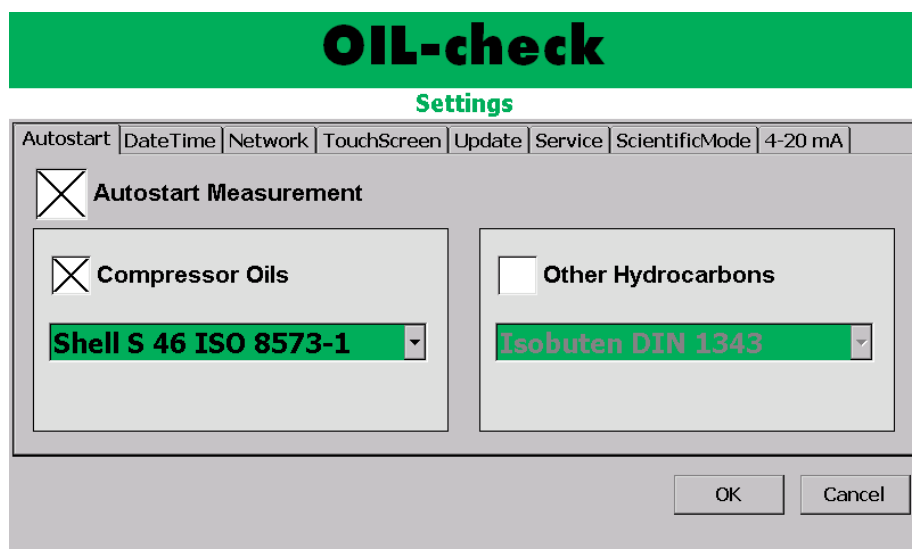 OIL-check
Settings
Autostart DateTime Network TouchScreen Update Service ScientificMode 4-20 mA
Autostart Measurement
Compressor Oils Other Hydrocarbons
Shell S 46 ISO 8573-1 Isobuten DIN 1343
OK Cancel